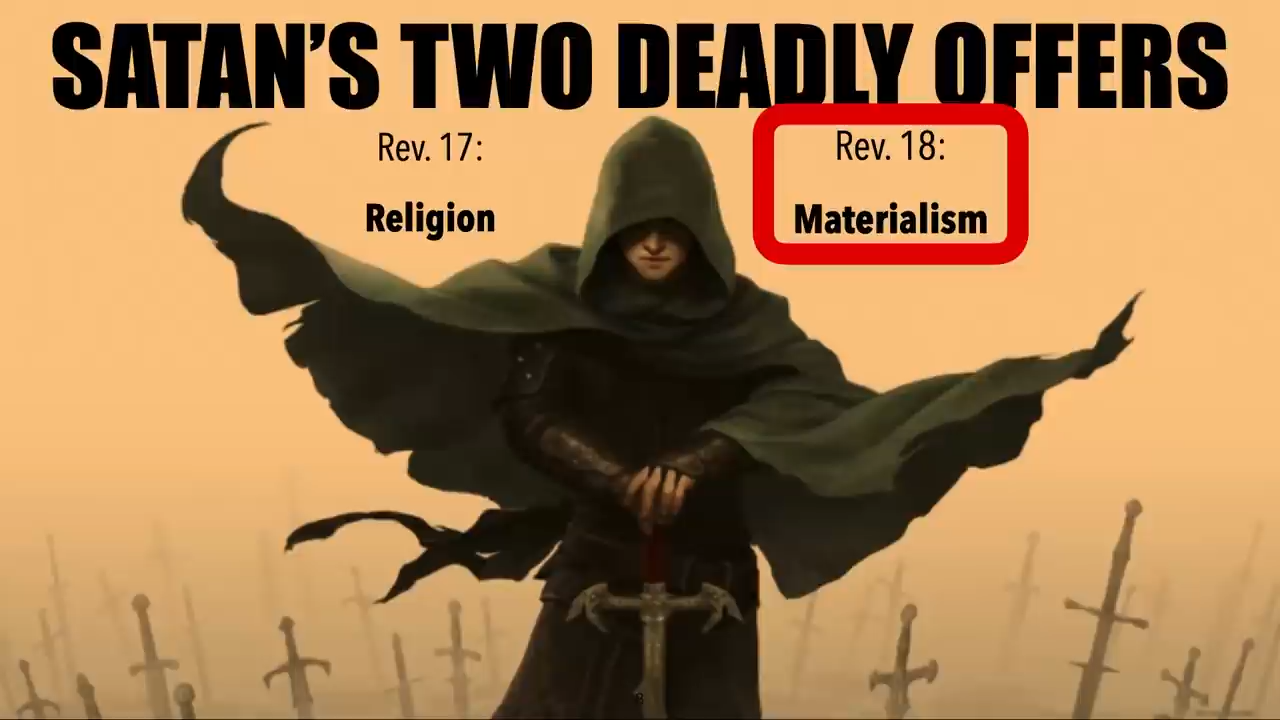 SATAN’S TWO DEADLY OFFERS
Rev. 17:
Religion
Rev. 18:
Materialism